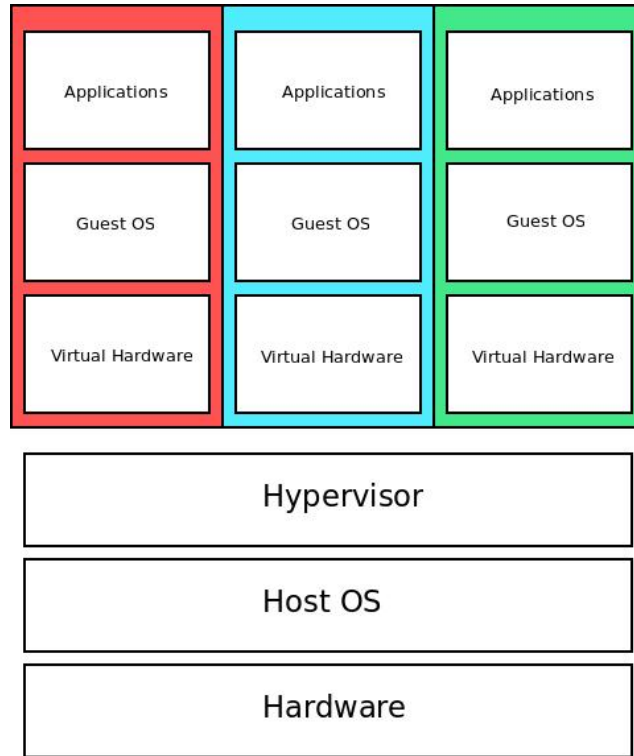 Applications
Applications
Applications
Guest OS
Guest OS
Guest OS
Virtual Hardware
Virtual Hardware
Virtual Hardware
Hypervisor
Host OS
Hardware